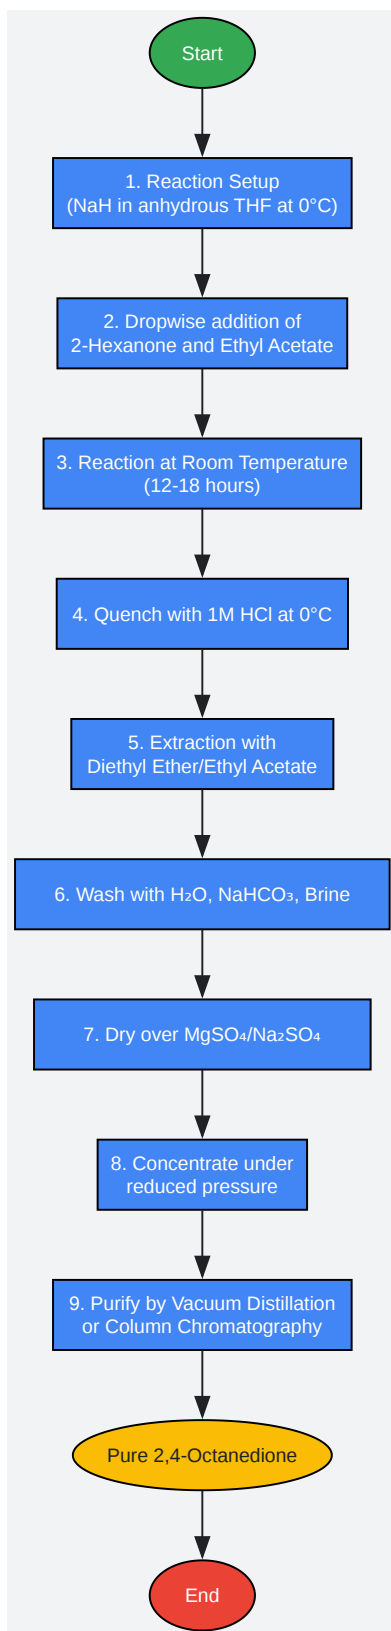 Start
1. Reaction Setup
(NaH in anhydrous THF at 0°C)
2. Dropwise addition of
2-Hexanone and Ethyl Acetate
3. Reaction at Room Temperature
(12-18 hours)
4. Quench with 1M HCl at 0°C
5. Extraction with
Diethyl Ether/Ethyl Acetate
6. Wash with H₂O, NaHCO₃, Brine
7. Dry over MgSO₄/Na₂SO₄
8. Concentrate under
reduced pressure
9. Purify by Vacuum Distillation
or Column Chromatography
Pure 2,4-Octanedione
End